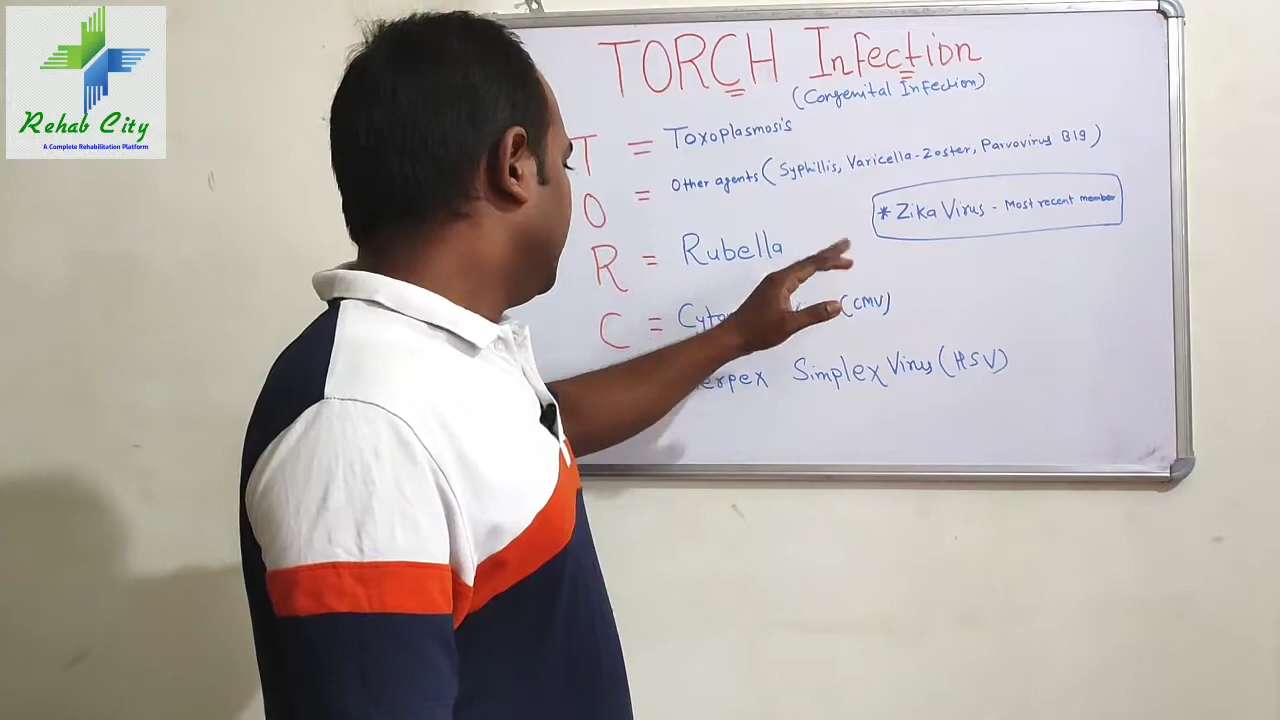 Rehab City
A Complete Rehabilitation Platform
TORCH Infection
(Congenital Infection)
T = Toxoplasmosis
O = Other agents (Syphillis, Varicella-Zoster, Parvovirus B19)
* Zika Virus - Most recent member
R = Rubella
C = (CMV)
Simplex Virus (HSV)